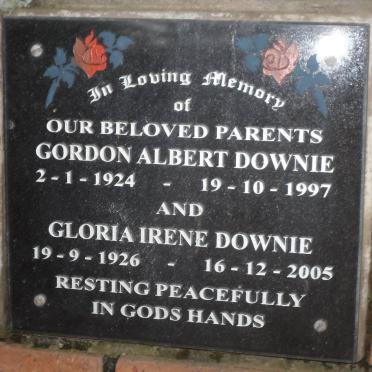 In Loving Memory
of
OUR BELOVED PARENTS
GORDON ALBERT DOWNIE
2 - 1 - 1924 - 19 - 10 - 1997
AND
GLORIA IRENE DOWNIE
19 - 9 - 1926 - 16 - 12 - 2005
RESTING PEACEFULLY
IN GODS HANDS